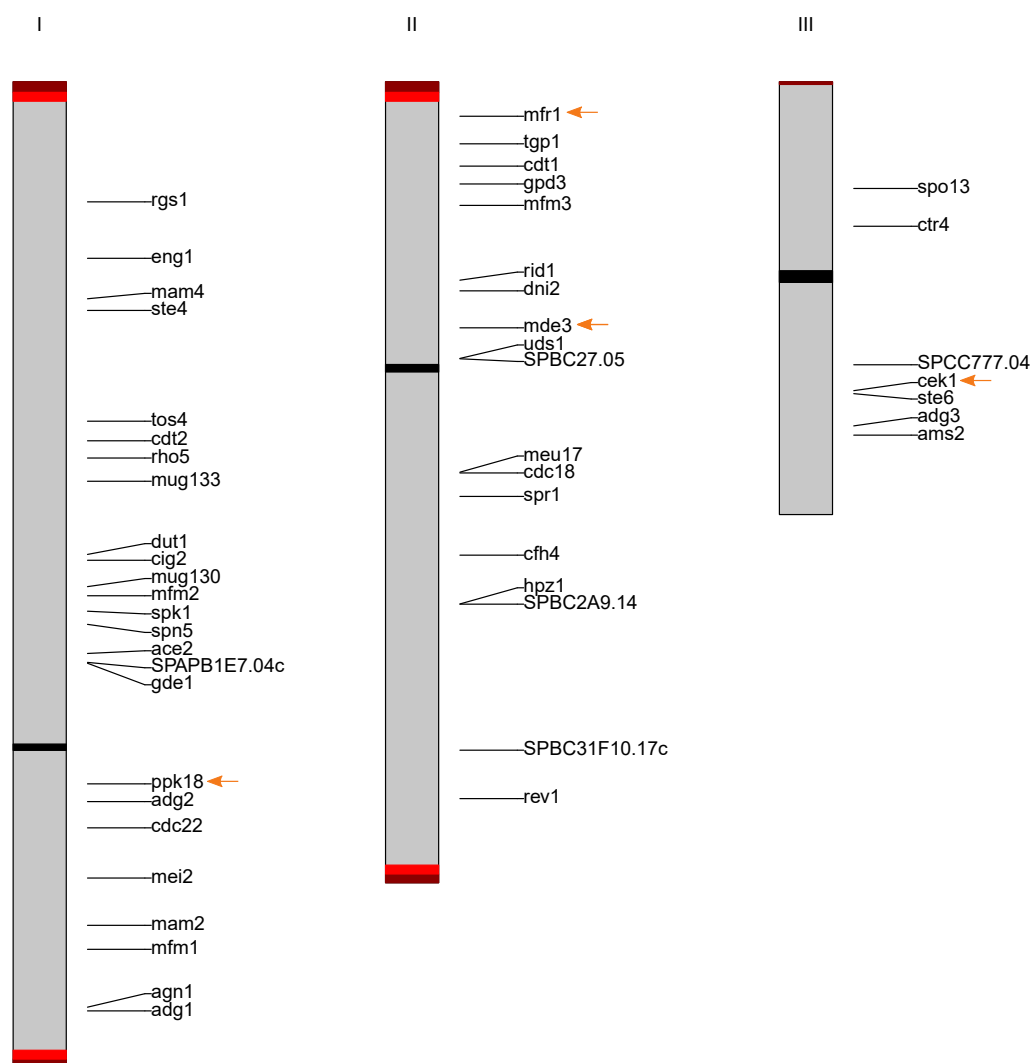 I
rgs1
eng1
mam4
ste4
tos4
cdt2
rho5
mug133
dut1
cig2
mug130
mfm2
spk1
spn5
ace2
SPAPB1E7.04c
gde1
ppk18
adg2
cdc22
mei2
mam2
mfm1
agn1
adg1
II
mfr1
tgp1
cdt1
gpd3
mfm3
rid1
dni2
mde3
uds1
SPBC27.05
meu17
cdc18
spr1
cfh4
hpz1
SPBC2A9.14
SPBC31F10.17c
rev1
III
spo13
ctr4
SPCC777.04
cek1
ste6
adg3
ams2